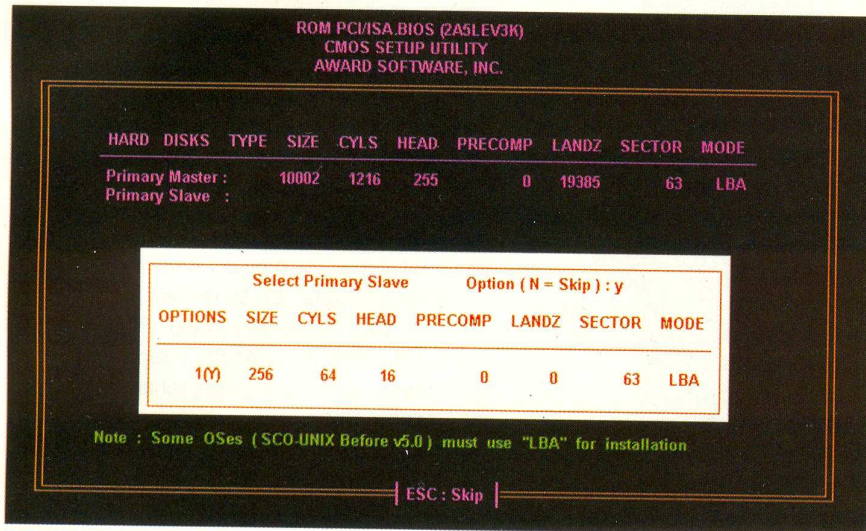 ROM PCI/ISA.BIOS (2A5LEV3K)
CMOS SETUP UTILITY
AWARD SOFTWARE, INC.
HARD DISKS TYPE SIZE CYLS HEAD PRECOMP LANDZ SECTOR MODE
Primary Master : 10002 1216 255 0 19385 63 LBA
Primary Slave :
Select Primary Slave Option ( N = Skip ) : y
OPTIONS SIZE CYLS HEAD PRECOMP LANDZ SECTOR MODE
1(Y) 256 64 16 0 0 63 LBA
Note : Some OSes ( SCO-UNIX Before v5.0 ) must use "LBA" for installation
ESC : Skip